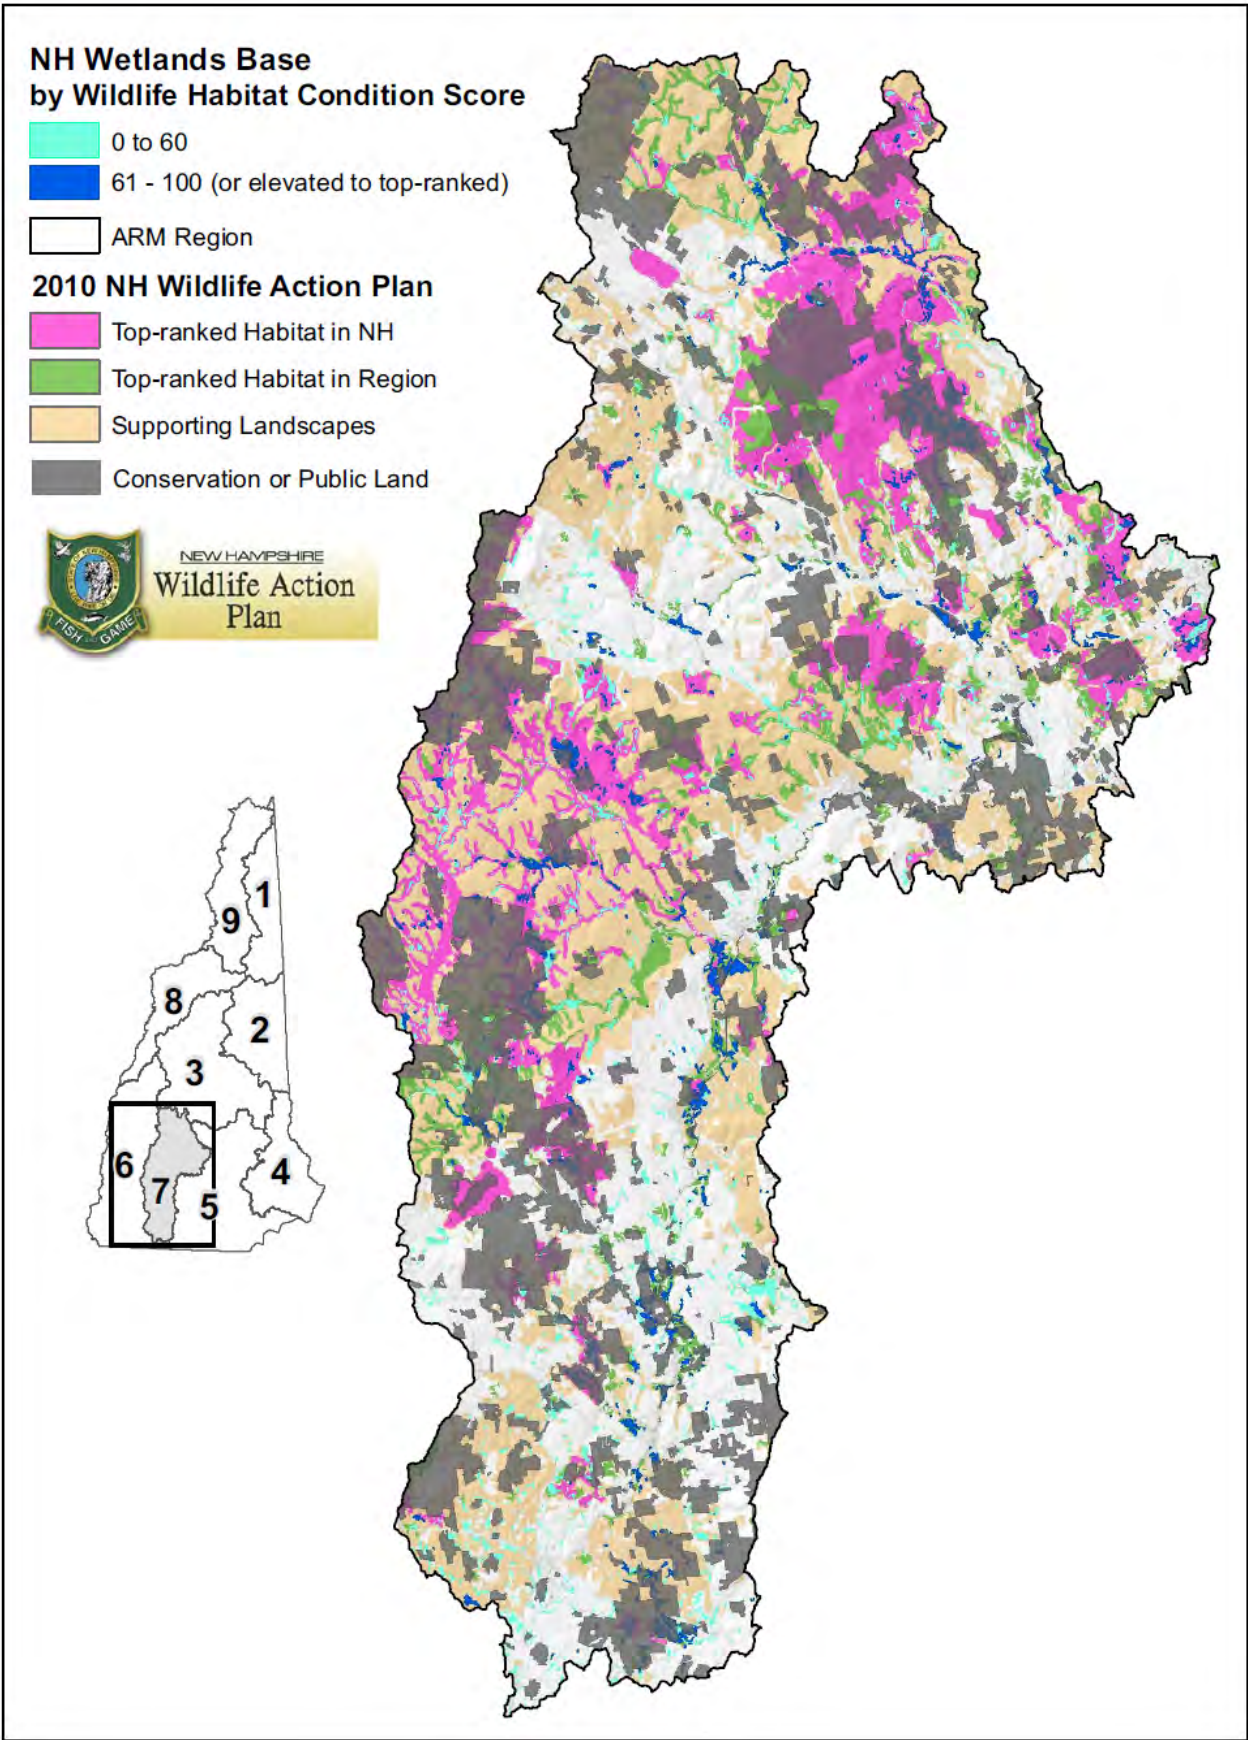 NH Wetlands Base
by Wildlife Habitat Condition Score
0 to 60
61 - 100 (or elevated to top-ranked)
ARM Region
2010 NH Wildlife Action Plan
Top-ranked Habitat in NH
Top-ranked Habitat in Region
Supporting Landscapes
Conservation or Public Land
NEW HAMPSHIRE
Wildlife Action
Plan
FISH AND GAME
1
9
8
2
3
6
7
5
4